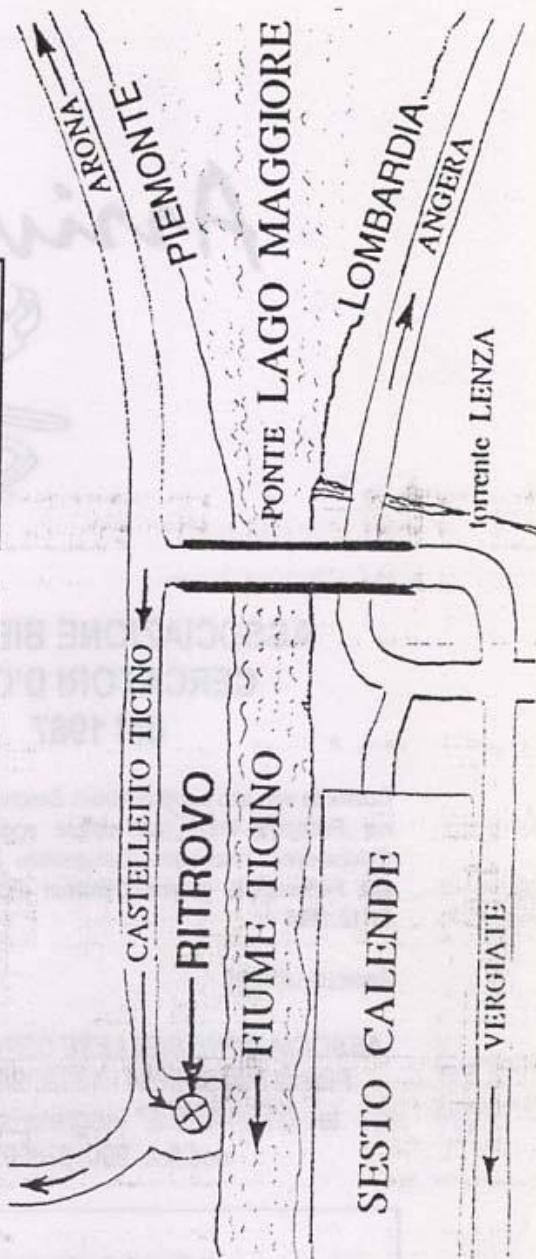 ARONA
PIEMONTE
CASTELLETTO TICINO
RITROVO
FIUME TICINO
PONTE
LAGO MAGGIORE
LOMBARDIA
ANGERA
torrente LENZA
SESTO CALENDE
VERGIATE